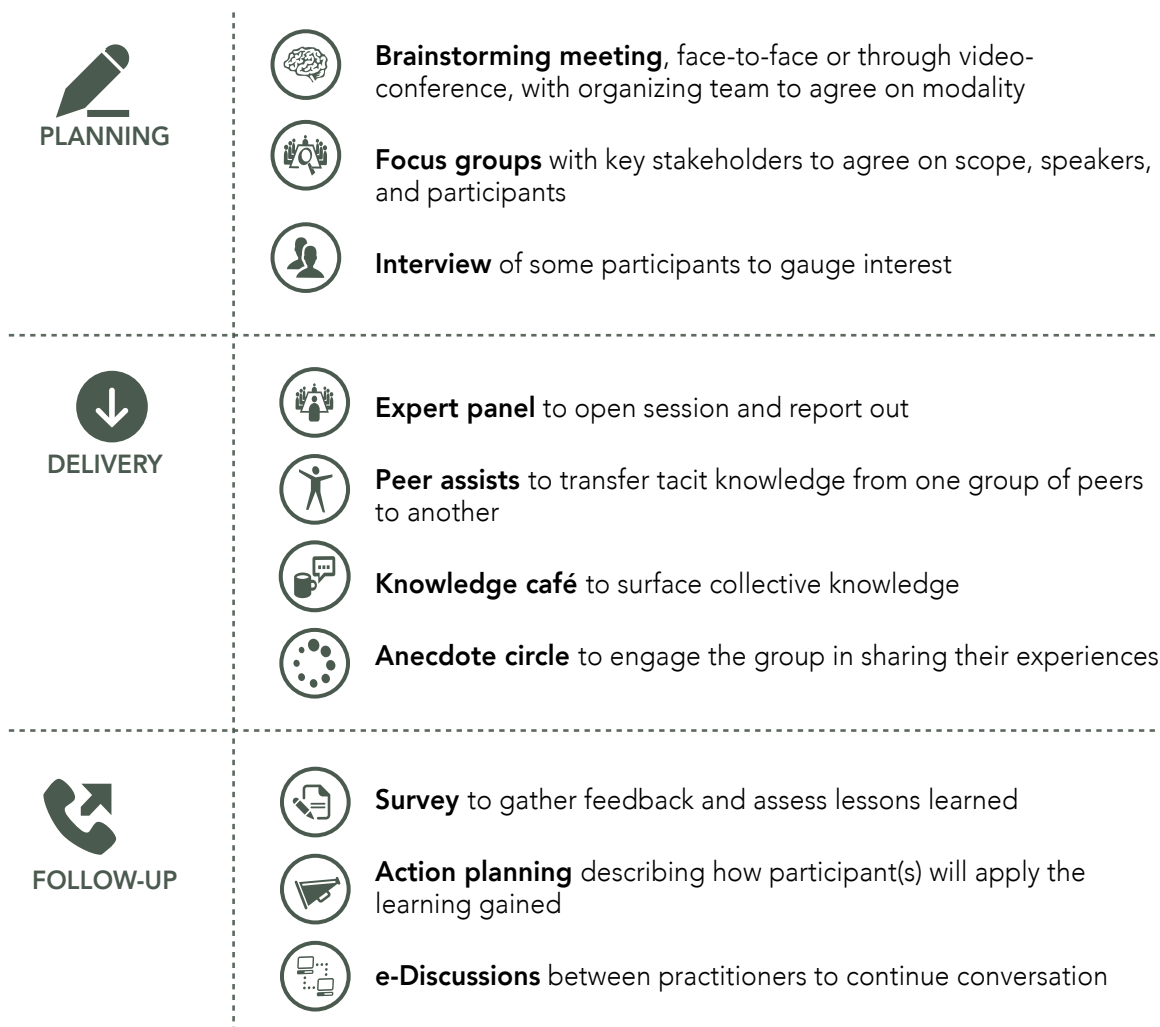 PLANNING
Brainstorming meeting, face-to-face or through video-
conference, with organizing team to agree on modality
Focus groups with key stakeholders to agree on scope, speakers,
and participants
Interview of some participants to gauge interest
DELIVERY
Expert panel to open session and report out
Peer assists to transfer tacit knowledge from one group of peers
to another
Knowledge café to surface collective knowledge
Anecdote circle to engage the group in sharing their experiences
FOLLOW-UP
Survey to gather feedback and assess lessons learned
Action planning describing how participant(s) will apply the
learning gained
e-Discussions between practitioners to continue conversation